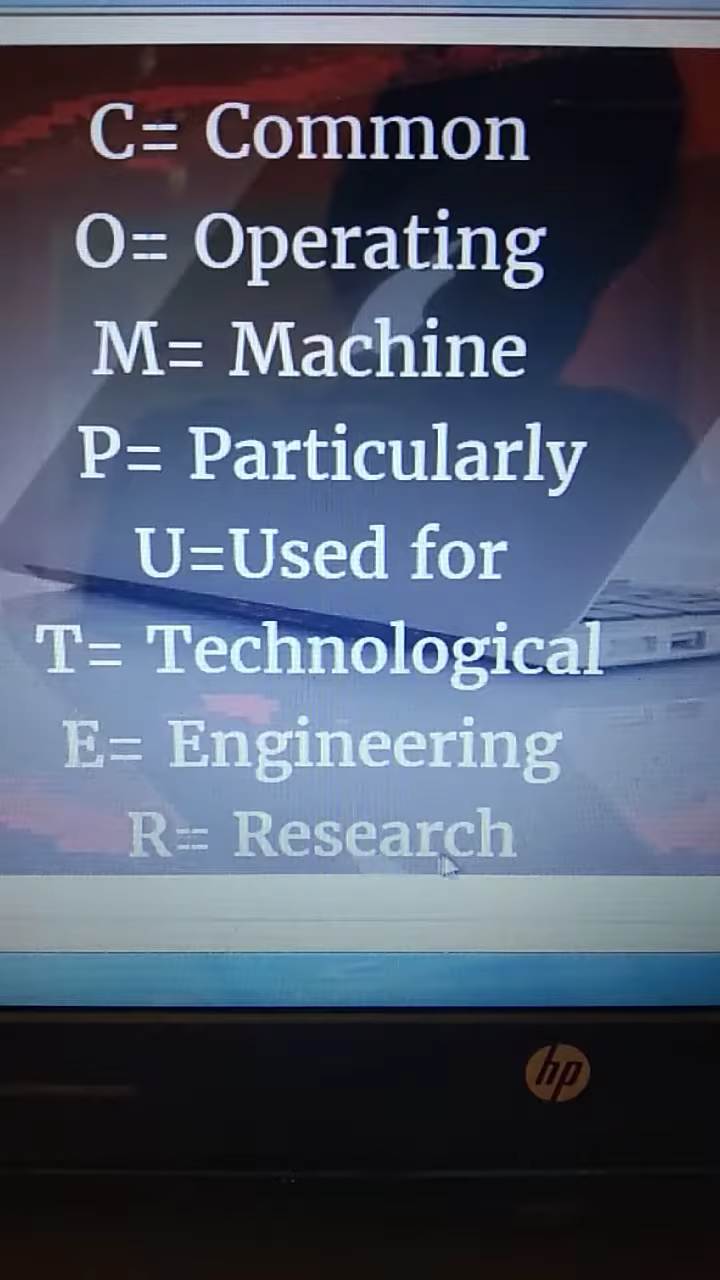 C= Common
O= Operating
M= Machine
P= Particularly
U=Used for
T= Technological
E= Engineering
R= Research
hp